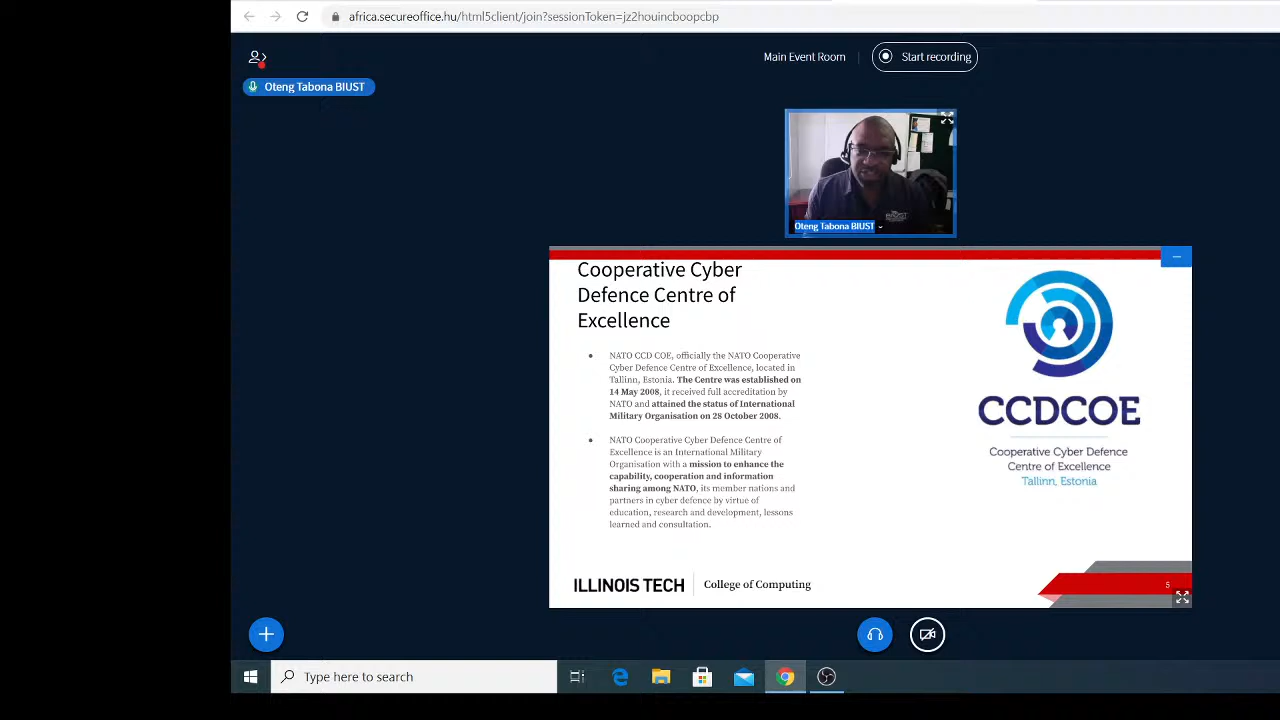 africa.secureoffice.hu/html5client/join?sessionToken=jz2houincboopcbp
Main Event Room
Start recording
Oteng Tabona BIUST
Oteng Tabona BIUST
Cooperative Cyber
Defence Centre of
Excellence
NATO CCD COE, officially the NATO Cooperative
Cyber Defence Centre of Excellence, located in
Tallinn, Estonia. The Centre was established on
14 May 2008, it received full accreditation by
NATO and attained the status of International
Military Organisation on 28 October 2008.
NATO Cooperative Cyber Defence Centre of
Excellence is an International Military
Organisation with a mission to enhance the
capability, cooperation and information
sharing among NATO, its member nations and
partners in cyber defence by virtue of
education, research and development, lessons
learned and consultation.
CCDCOE
Cooperative Cyber Defence
Centre of Excellence
Tallinn, Estonia
ILLINOIS TECH
College of Computing
5
Type here to search